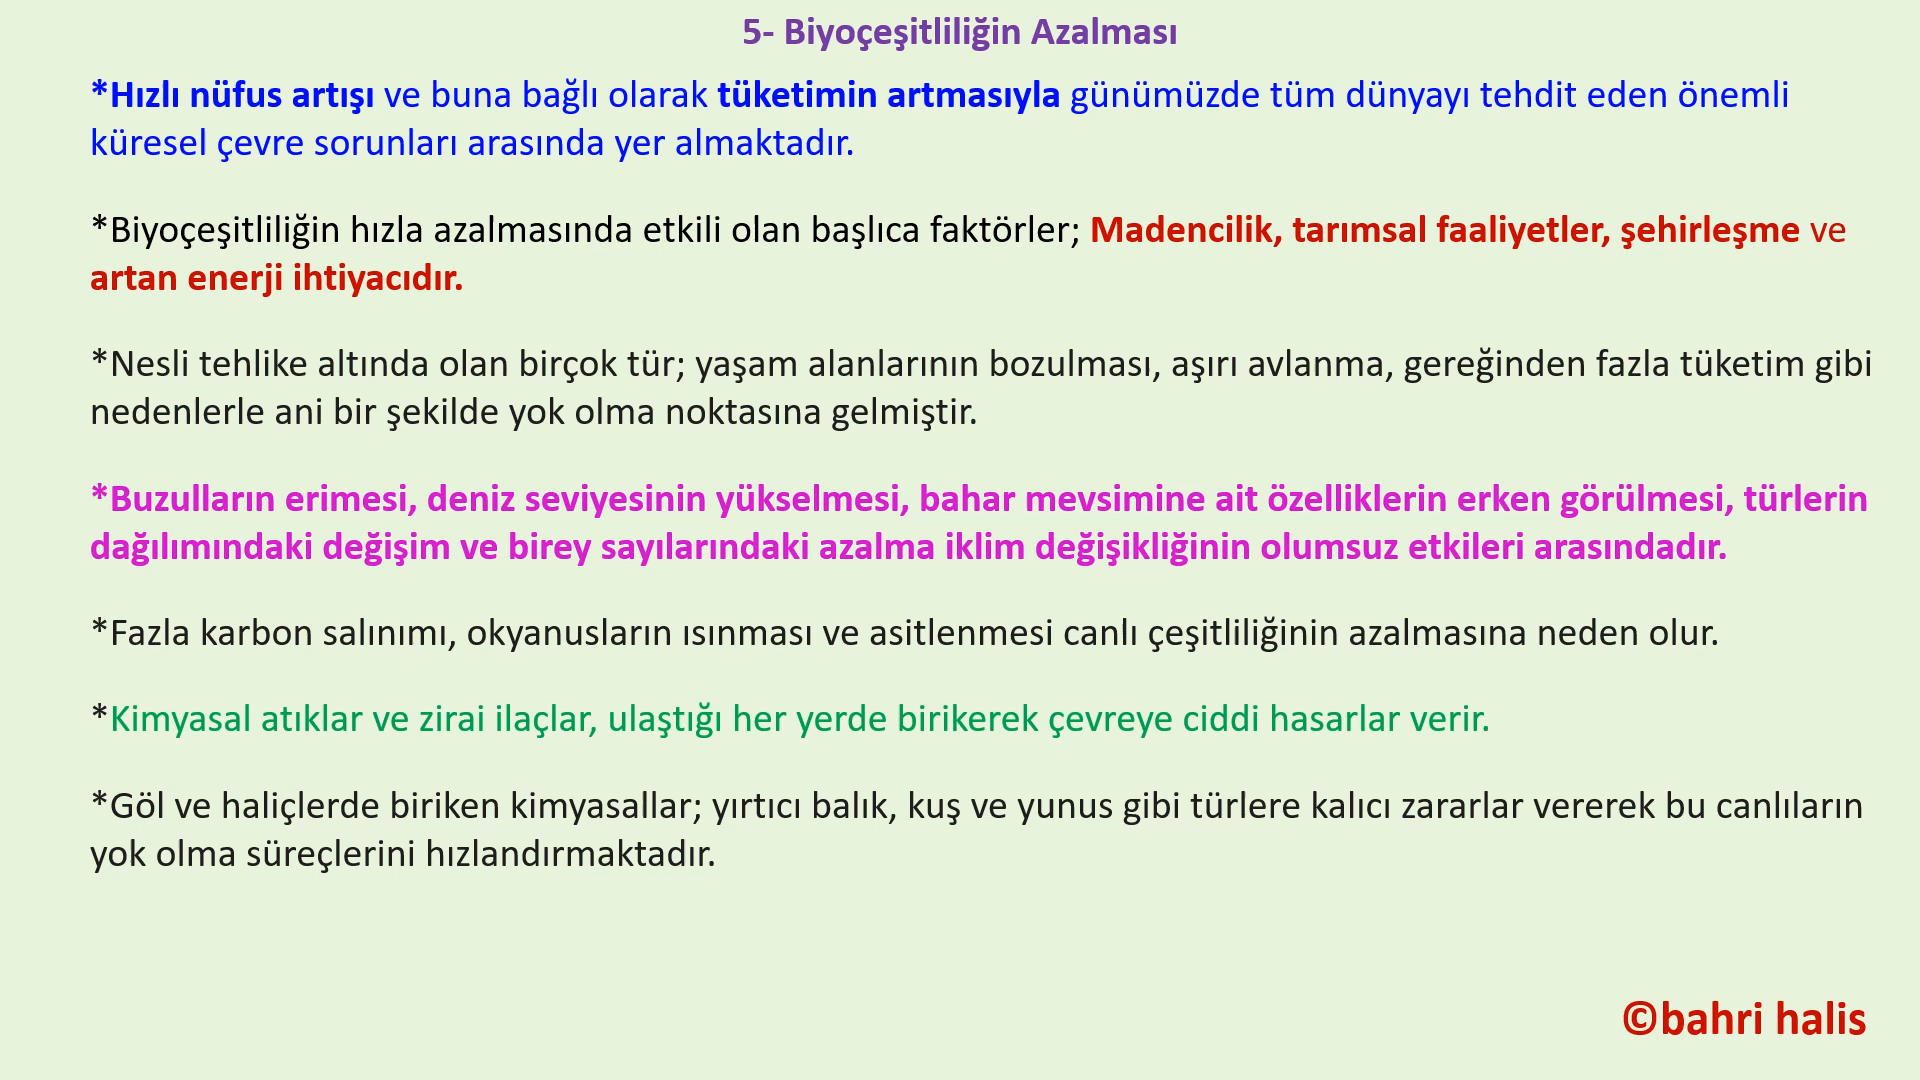 5- Biyoçeşitliliğin Azalması
*Hızlı nüfus artışı ve buna bağlı olarak tüketimin artmasıyla günümüzde tüm dünyayı tehdit eden önemli
küresel çevre sorunları arasında yer almaktadır.
*Biyoçeşitliliğin hızla azalmasında etkili olan başlıca faktörler; Madencilik, tarımsal faaliyetler, şehirleşme ve
artan enerji ihtiyacıdır.
*Nesli tehlike altında olan birçok tür; yaşam alanlarının bozulması, aşırı avlanma, gereğinden fazla tüketim gibi
nedenlerle ani bir şekilde yok olma noktasına gelmiştir.
*Buzulların erimesi, deniz seviyesinin yükselmesi, bahar mevsimine ait özelliklerin erken görülmesi, türlerin
dağılımındaki değişim ve birey sayılarındaki azalma iklim değişikliğinin olumsuz etkileri arasındadır.
*Fazla karbon salınımı, okyanusların ısınması ve asitlenmesi canlı çeşitliliğinin azalmasına neden olur.
*Kimyasal atıklar ve zirai ilaçlar, ulaştığı her yerde birikerek çevreye ciddi hasarlar verir.
*Göl ve haliçlerde biriken kimyasallar; yırtıcı balık, kuş ve yunus gibi türlere kalıcı zararlar vererek bu canlıların
yok olma süreçlerini hızlandırmaktadır.
©bahri halis